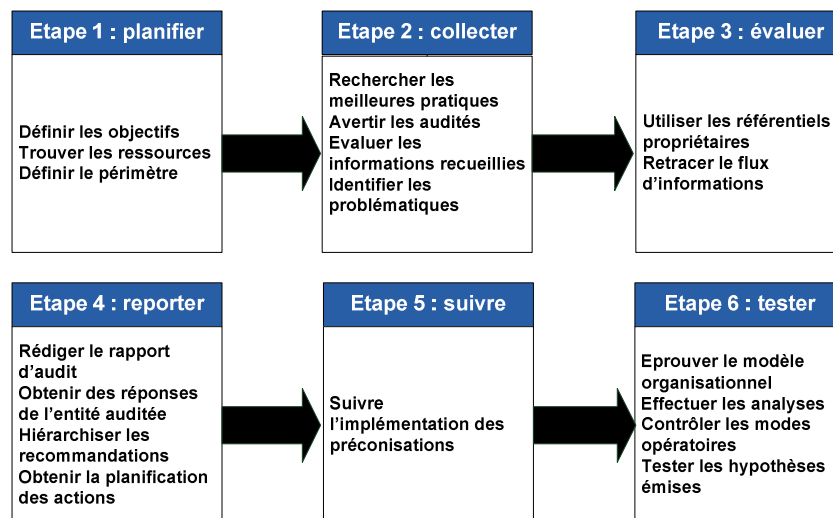 Etape 1 : planifier
Définir les objectifs
Trouver les ressources
Définir le périmètre
Etape 2 : collecter
Rechercher les
meilleures pratiques
Avertir les audités
Evaluer les
informations recueillies
Identifier les
problématiques
Etape 3 : évaluer
Utiliser les référentiels
propriétaires
Retracer le flux
d’informations
Etape 4 : reporter
Rédiger le rapport
d’audit
Obtenir des réponses
de l’entité auditée
Hiérarchiser les
recommandations
Obtenir la planification
des actions
Etape 5 : suivre
Suivre
l’implémentation des
préconisations
Etape 6 : tester
Eprouver le modèle
organisationnel
Effectuer les analyses
Contrôler les modes
opératoires
Tester les hypothèses
émises